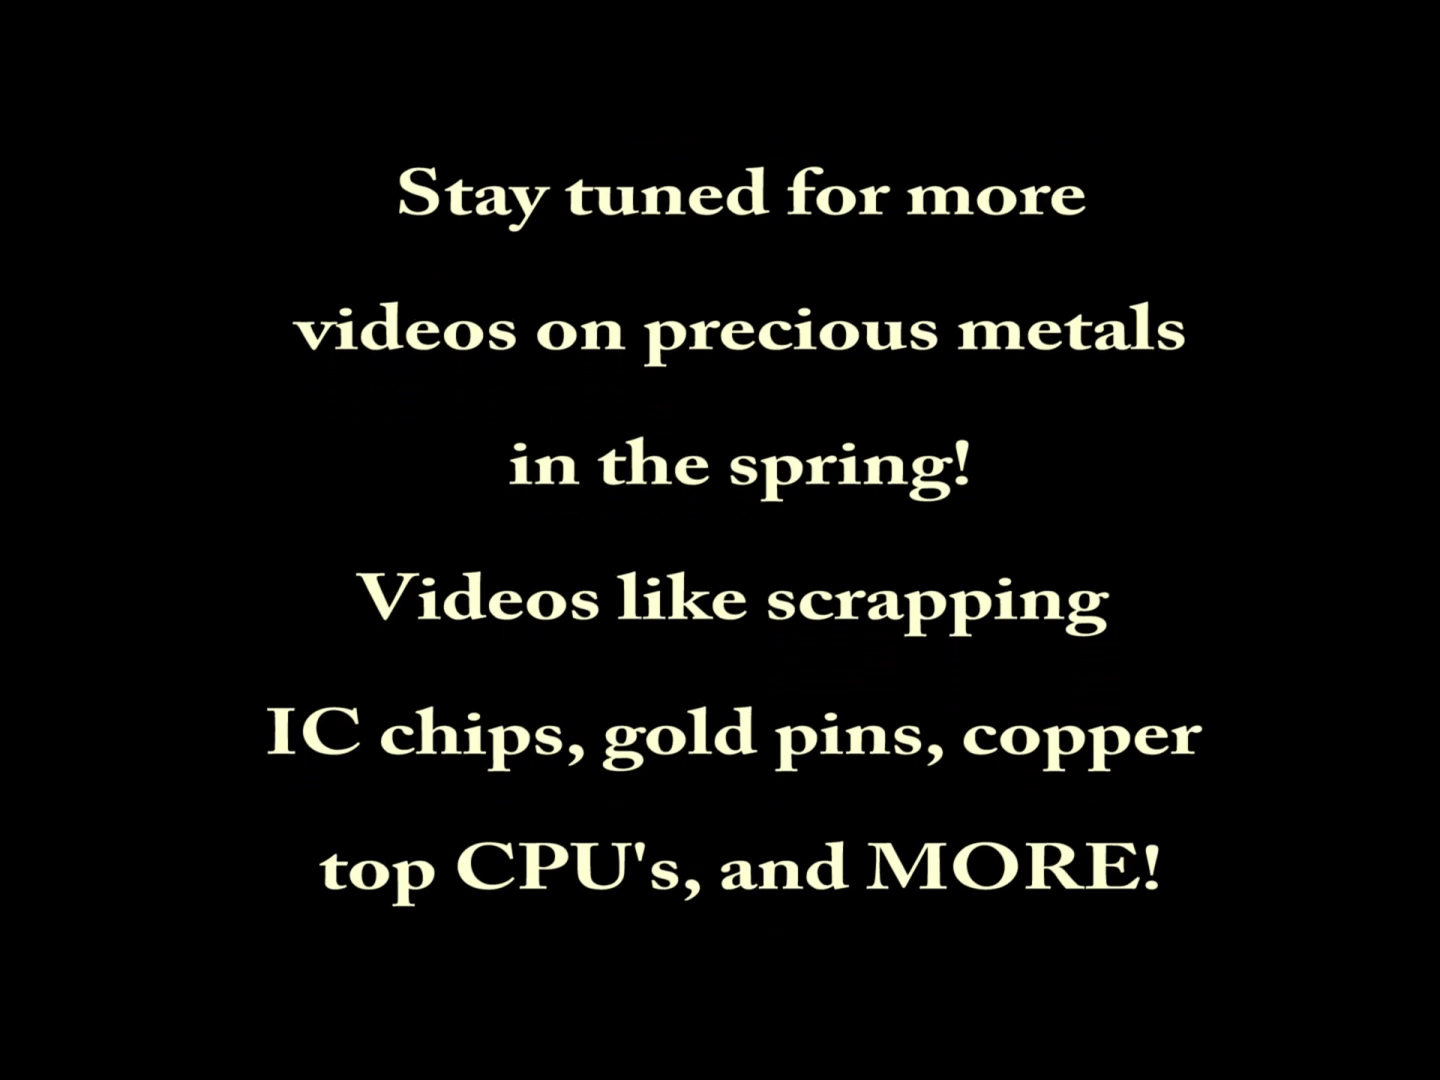 Stay tuned for more
videos on precious metals
in the spring!
Videos like scrapping
IC chips, gold pins, copper
top CPU's, and MORE!